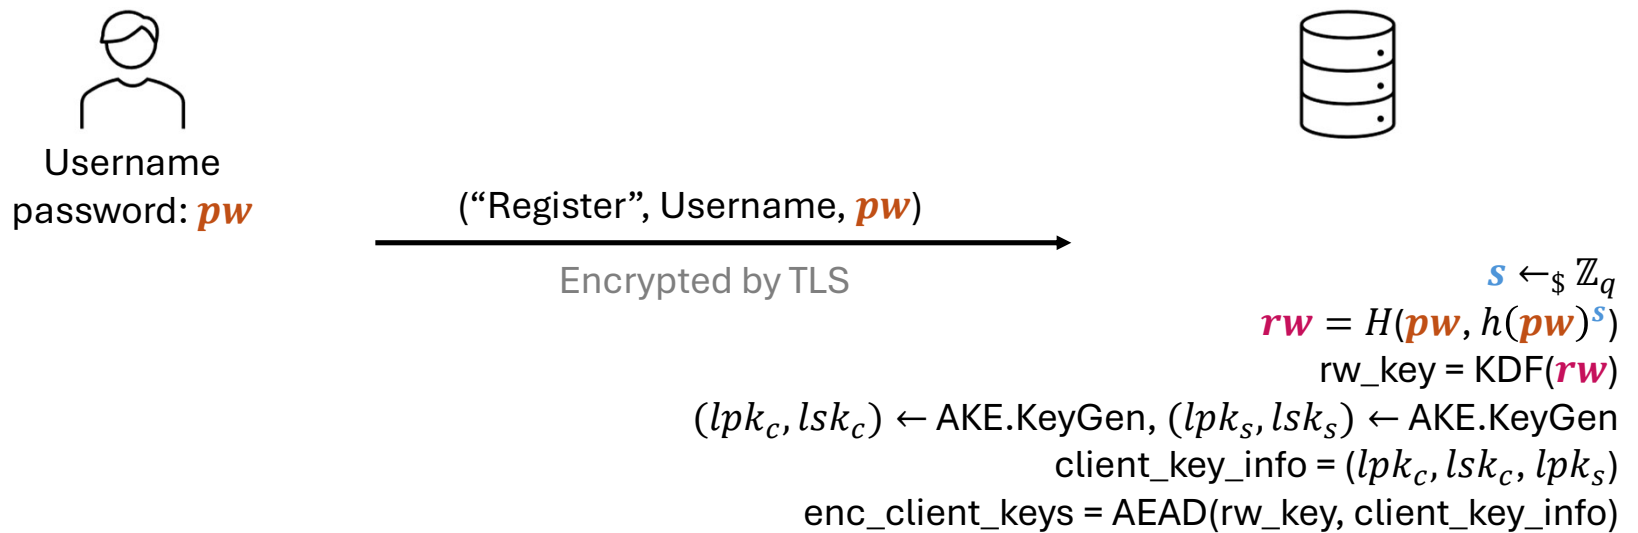 Username
password: pw
("Register", Username, pw)
Encrypted by TLS
s ←$ ℤq
rw = H(pw, h(pw)^s)
rw_key = KDF(rw)
(lpk_c, lsk_c) ← AKE.KeyGen, (lpk_s, lsk_s) ← AKE.KeyGen
client_key_info = (lpk_c, lsk_c, lpk_s)
enc_client_keys = AEAD(rw_key, client_key_info)